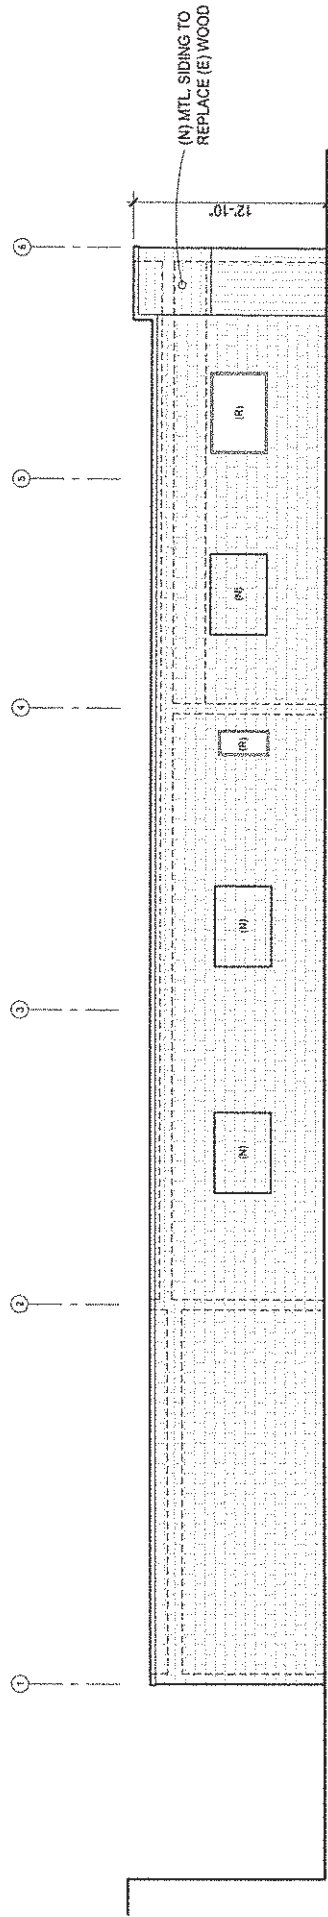 1 2 3 4 5 6
(N) MTL. SIDING TO
REPLACE (E) WOOD
12'-10"
(N) (N) (R) (N) (R)